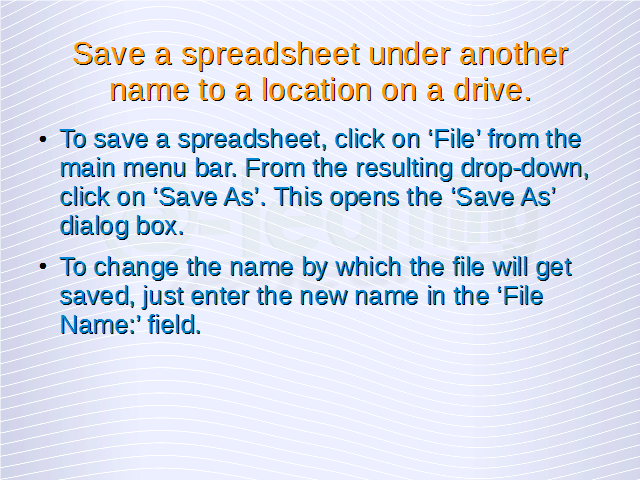 Save a spreadsheet under another
name to a location on a drive.
• To save a spreadsheet, click on ‘File’ from the
main menu bar. From the resulting drop-down,
click on ‘Save As’. This opens the ‘Save As’
dialog box.
• To change the name by which the file will get
saved, just enter the new name in the ‘File
Name:’ field.